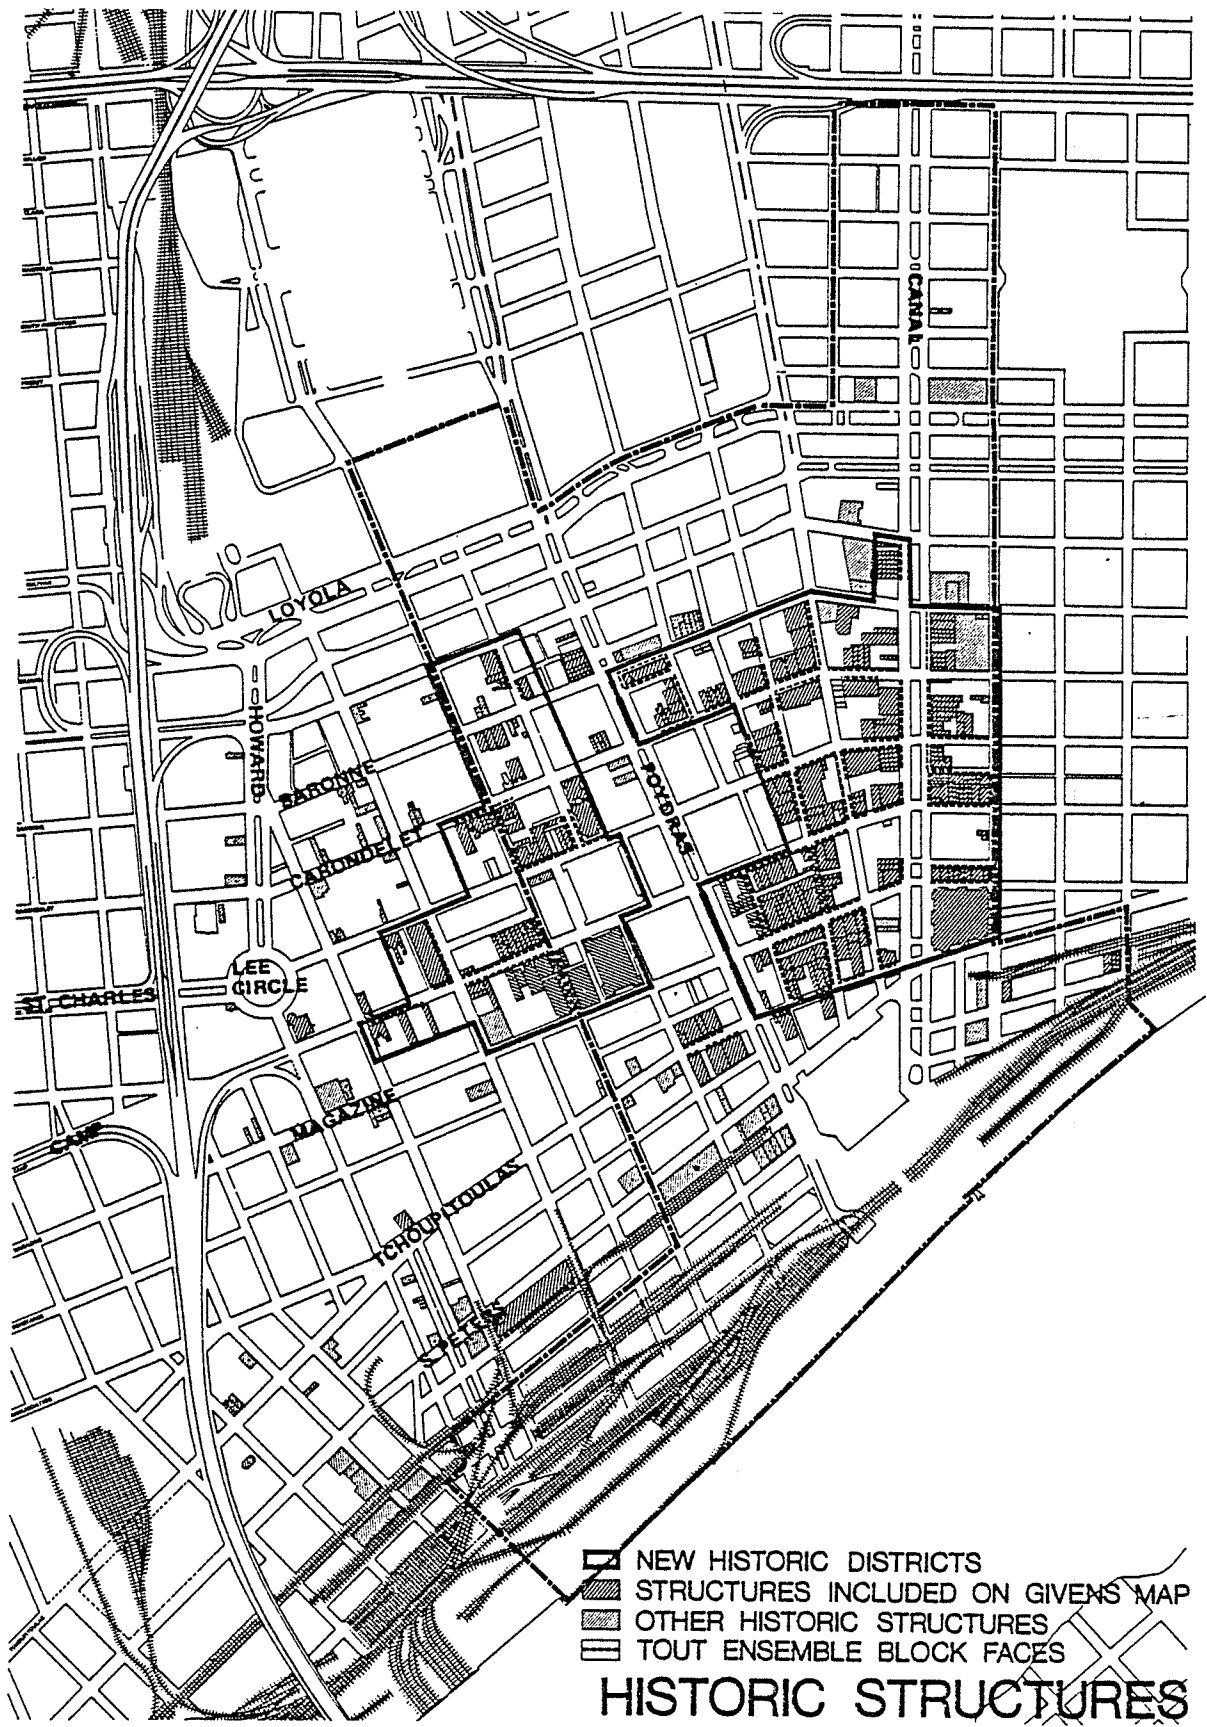 CANAL
LOYOLA
HOWARD
BARONNE
POYDRAS
CARONDELET
LEE
CIRCLE
ST. CHARLES
MAGAZINE
CAMP
TCHOUPITOULAS
S. PETERS
NEW HISTORIC DISTRICTS
STRUCTURES INCLUDED ON GIVENS MAP
OTHER HISTORIC STRUCTURES
TOUT ENSEMBLE BLOCK FACES
HISTORIC STRUCTURES